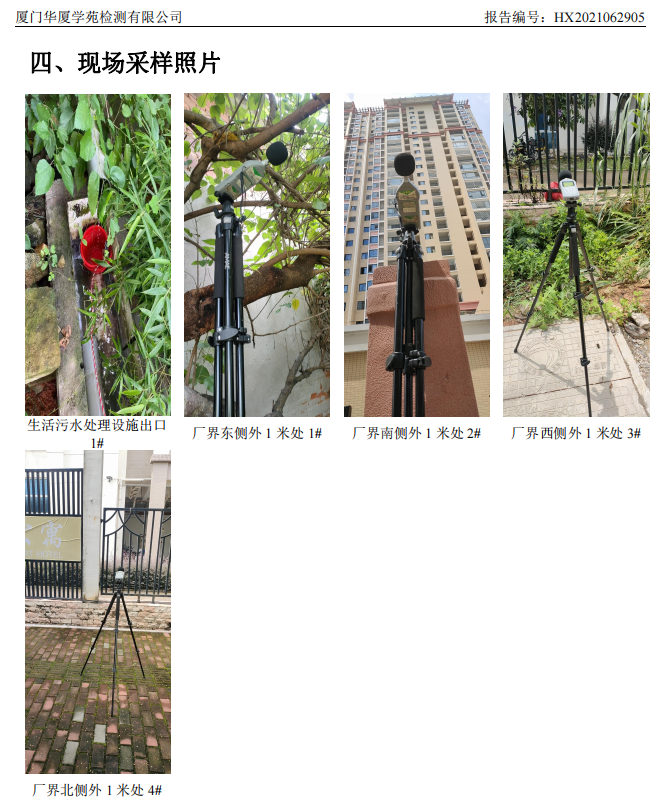 厦门华厦学苑检测有限公司 报告编号：HX2021062905
四、现场采样照片
生活污水处理设施出口
1#
厂界东侧外 1 米处 1#
厂界南侧外 1 米处 2#
厂界西侧外 1 米处 3#
寓
厂界北侧外 1 米处 4#